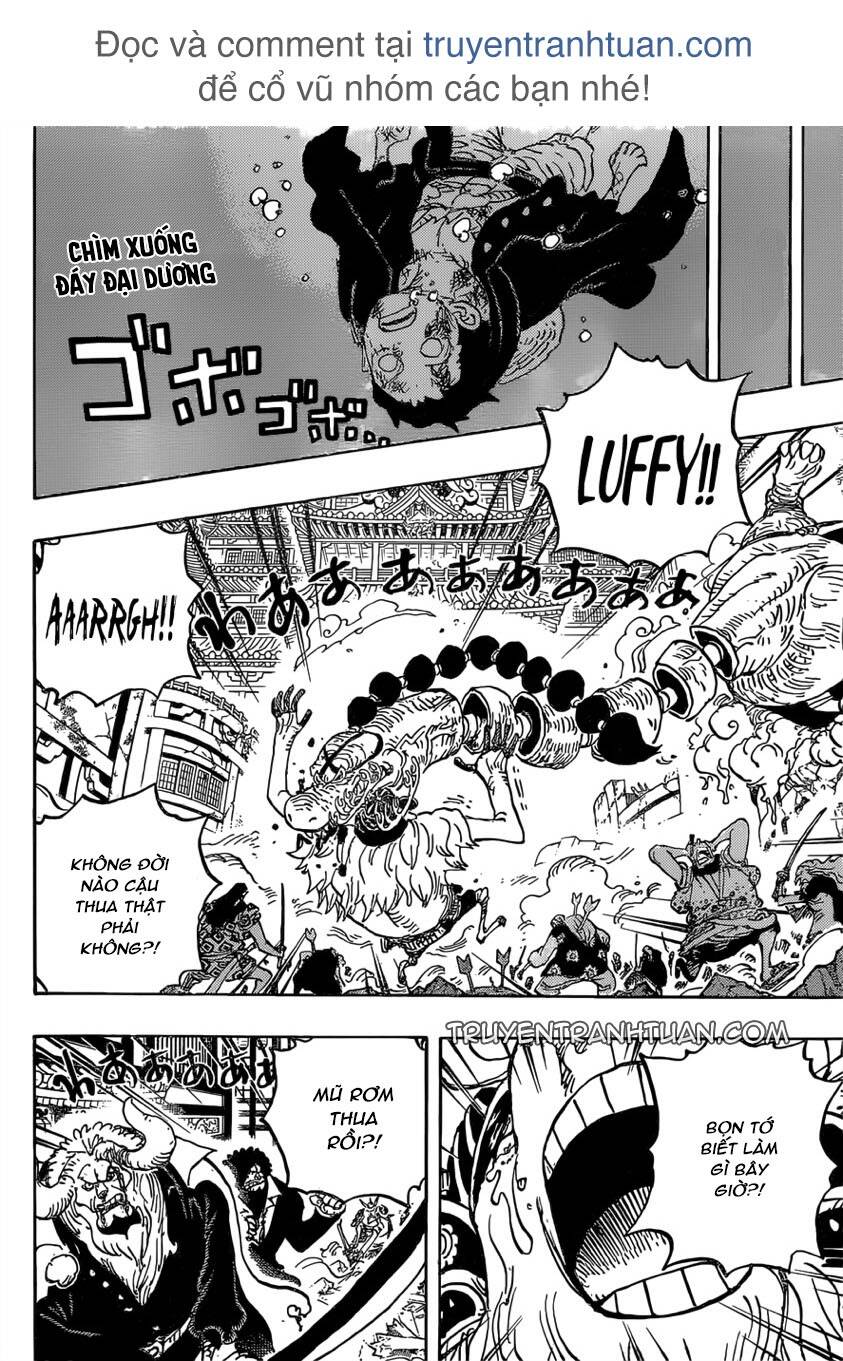 Đọc và comment tại truyentranhtuan.com
để cổ vũ nhóm các bạn nhé!
CHÌM XUỐNG
ĐÁY ĐẠI DƯƠNG
ゴボゴボ...
LUFFY!!
わあああああああああ
AAARRGH!!
KHÔNG ĐỜI
NÀO CẬU
THUA THẬT
PHẢI
KHÔNG?!
TRUYENTRANHTUAN.COM
わああああああ
MŨ RƠM
THUA
RỒI?!
BỌN TỚ
BIẾT LÀM
GÌ BÂY
GIỜ?!